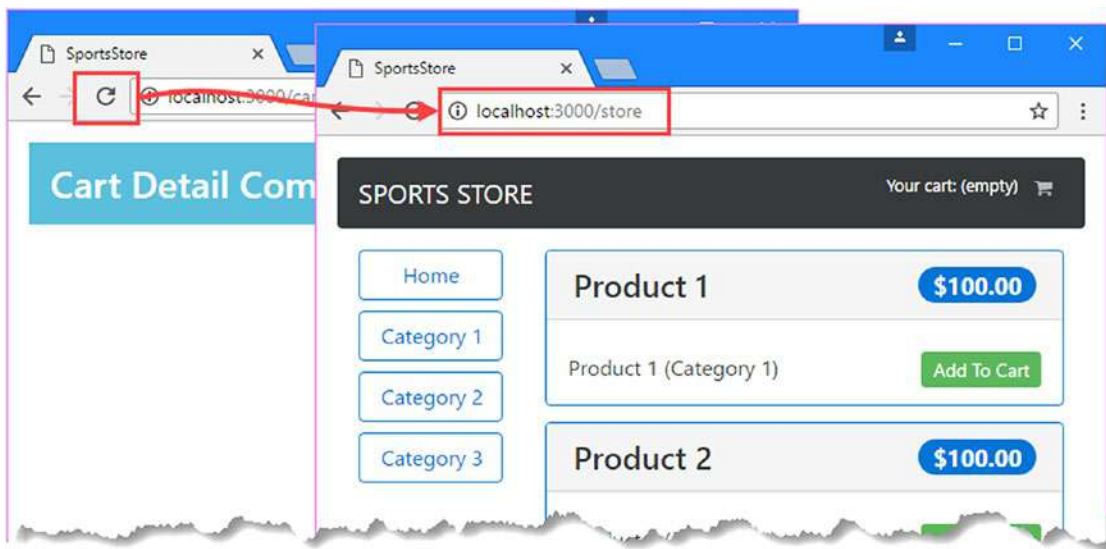 SportsStore
localhost:3000/ca
Cart Detail Com
SportsStore
localhost:3000/store
SPORTS STORE
Your cart: (empty)
Home
Category 1
Category 2
Category 3
Product 1
$100.00
Product 1 (Category 1)
Add To Cart
Product 2
$100.00